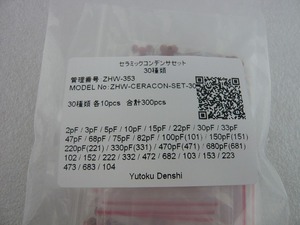 セラミックコンデンサセット
30種類
管理番号: ZHW-353
MODEL No:ZHW-CERACON-SET-30
30種類 各10pcs 合計300pcs
2pF / 3pF / 5pF / 10pF / 15pF / 22pF / 30pF / 33pF
47pF / 68pF / 75pF / 82pF / 100pF(101) / 150pF(151)
220pF(221) / 330pF(331) / 470pF(471) / 680pF(681)
102 / 152 / 222 / 332 / 472 / 682 / 103 / 153 / 223
473 / 683 / 104
Yutoku Denshi